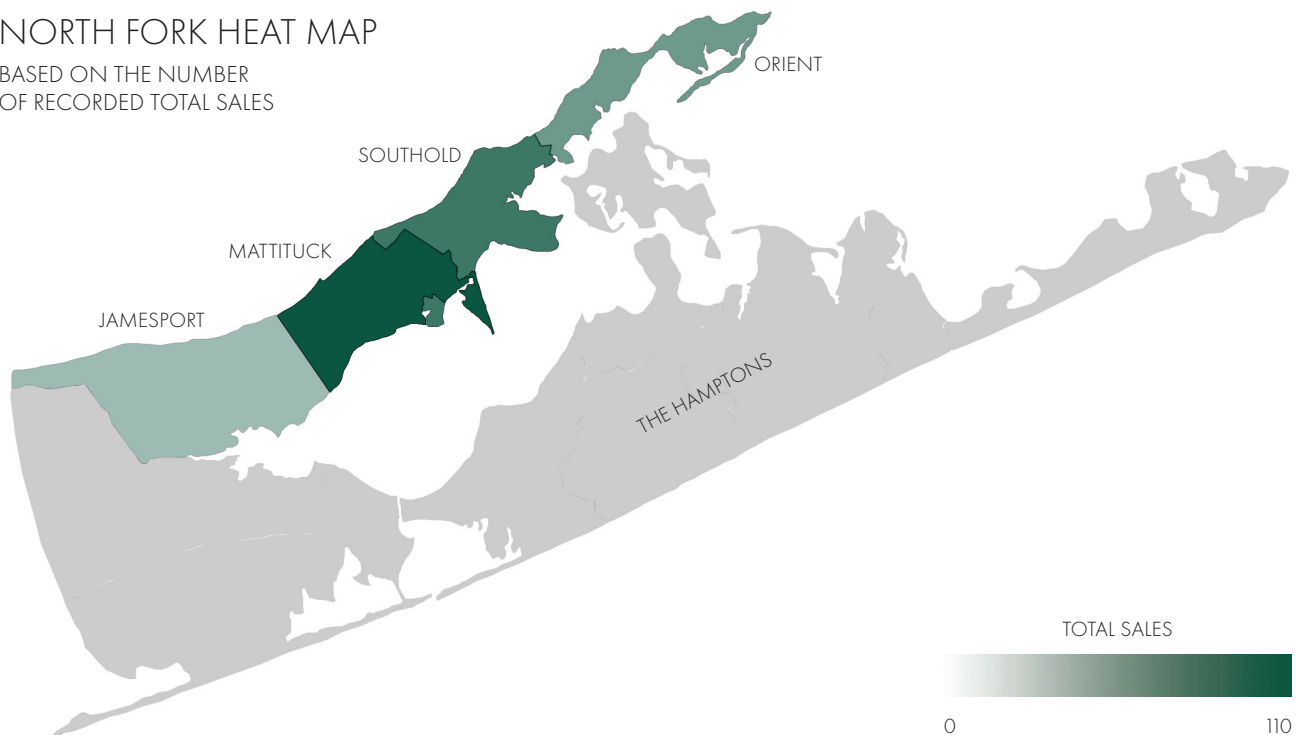 NORTH FORK HEAT MAP
BASED ON THE NUMBER
OF RECORDED TOTAL SALES
ORIENT
SOUTHOLD
MATTITUCK
JAMESPORT
THE HAMPTONS
TOTAL SALES
0
110